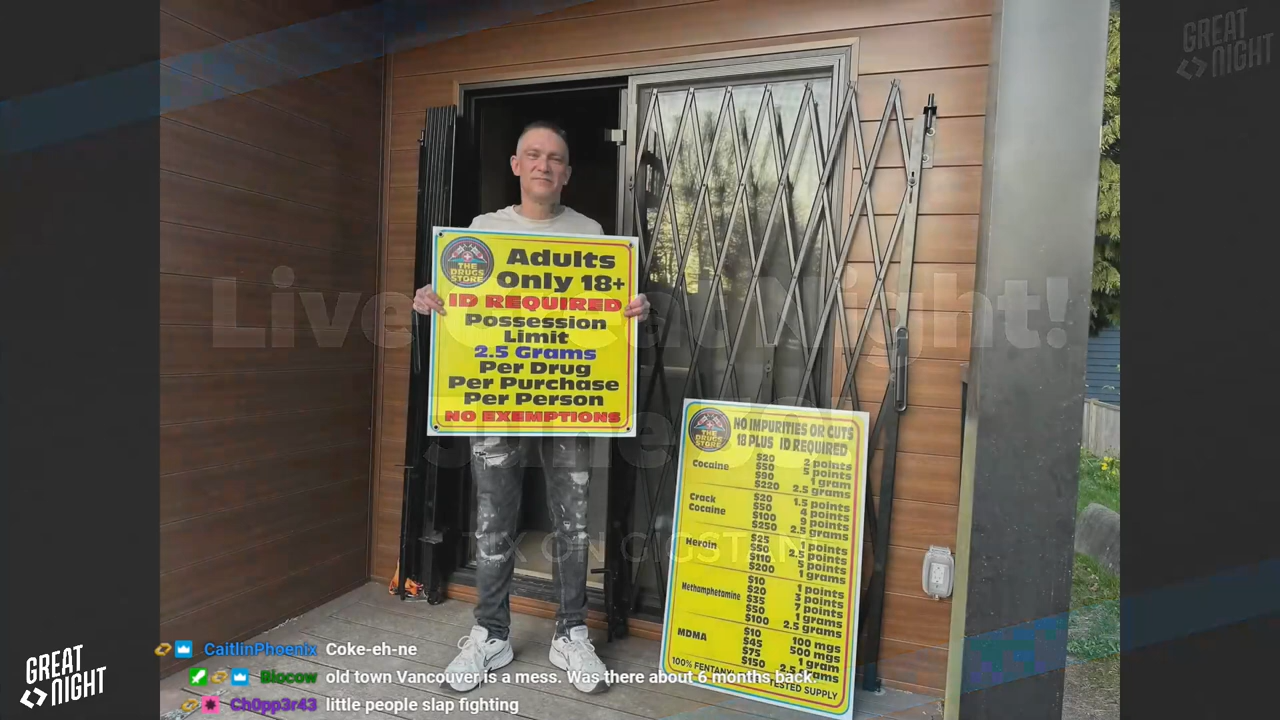 GREAT
NIGHT
Live Great Night!
THE
DRUGS
STORE
Adults
Only 18+
ID REQUIRED
Possession
Limit
2.5 Grams
Per Drug
Per Purchase
Per Person
NO EXEMPTIONS
THE
DRUGS
STORE
NO IMPURITIES OR CUTS
18 PLUS ID REQUIRED
Cocaine
$20 2 points
$50 5 points
$90 1 gram
$220 2.5 grams
Crack
Cocaine
$20 1.5 points
$50 4 points
$100 9 points
$250 2.5 grams
Heroin
$25 1 points
$50 2.5 points
$110 5 points
$200 1 grams
Methamphetamine
$10 1 points
$20 3 points
$35 7 points
$50 1 grams
$100 2.5 grams
MDMA
$10 100 mgs
$45 500 mgs
$75 1 gram
$150 2.5 grams
TESTED SUPPLY
TIX ON
CaitlinPhoenix Coke-eh-ne
Biocow old town Vancouver is a mess. Was there about 6 months back.
Ch0pp3r43 little people slap fighting
GREAT
NIGHT